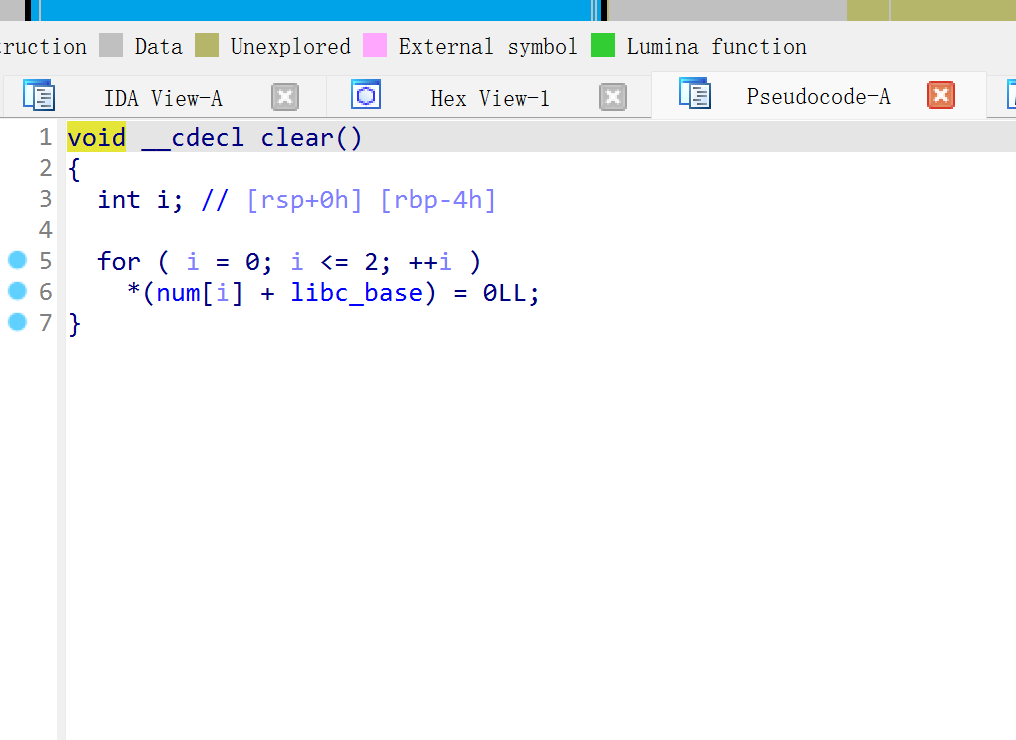 ruction Data Unexplored External symbol Lumina function
IDA View-A Hex View-1 Pseudocode-A
1 void __cdecl clear()
2 {
3   int i; // [rsp+0h] [rbp-4h]
4
5   for ( i = 0; i <= 2; ++i )
6     *(num[i] + libc_base) = 0LL;
7 }